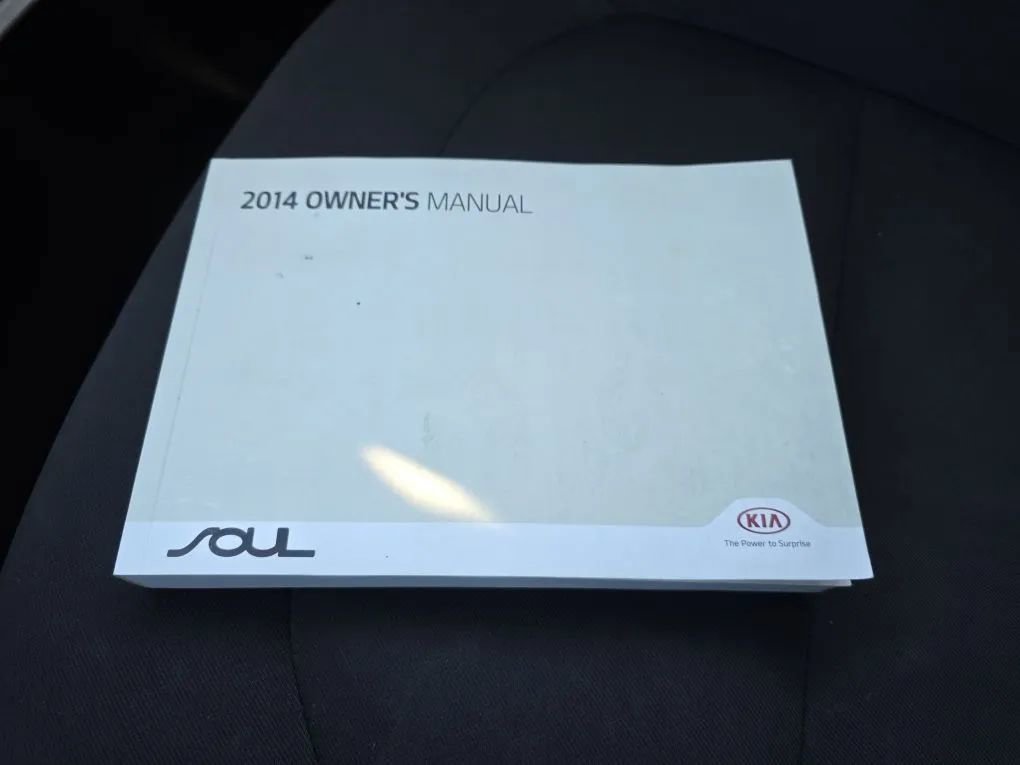 2014 OWNER'S MANUAL
SOUL
KIA
The Power to Surprise